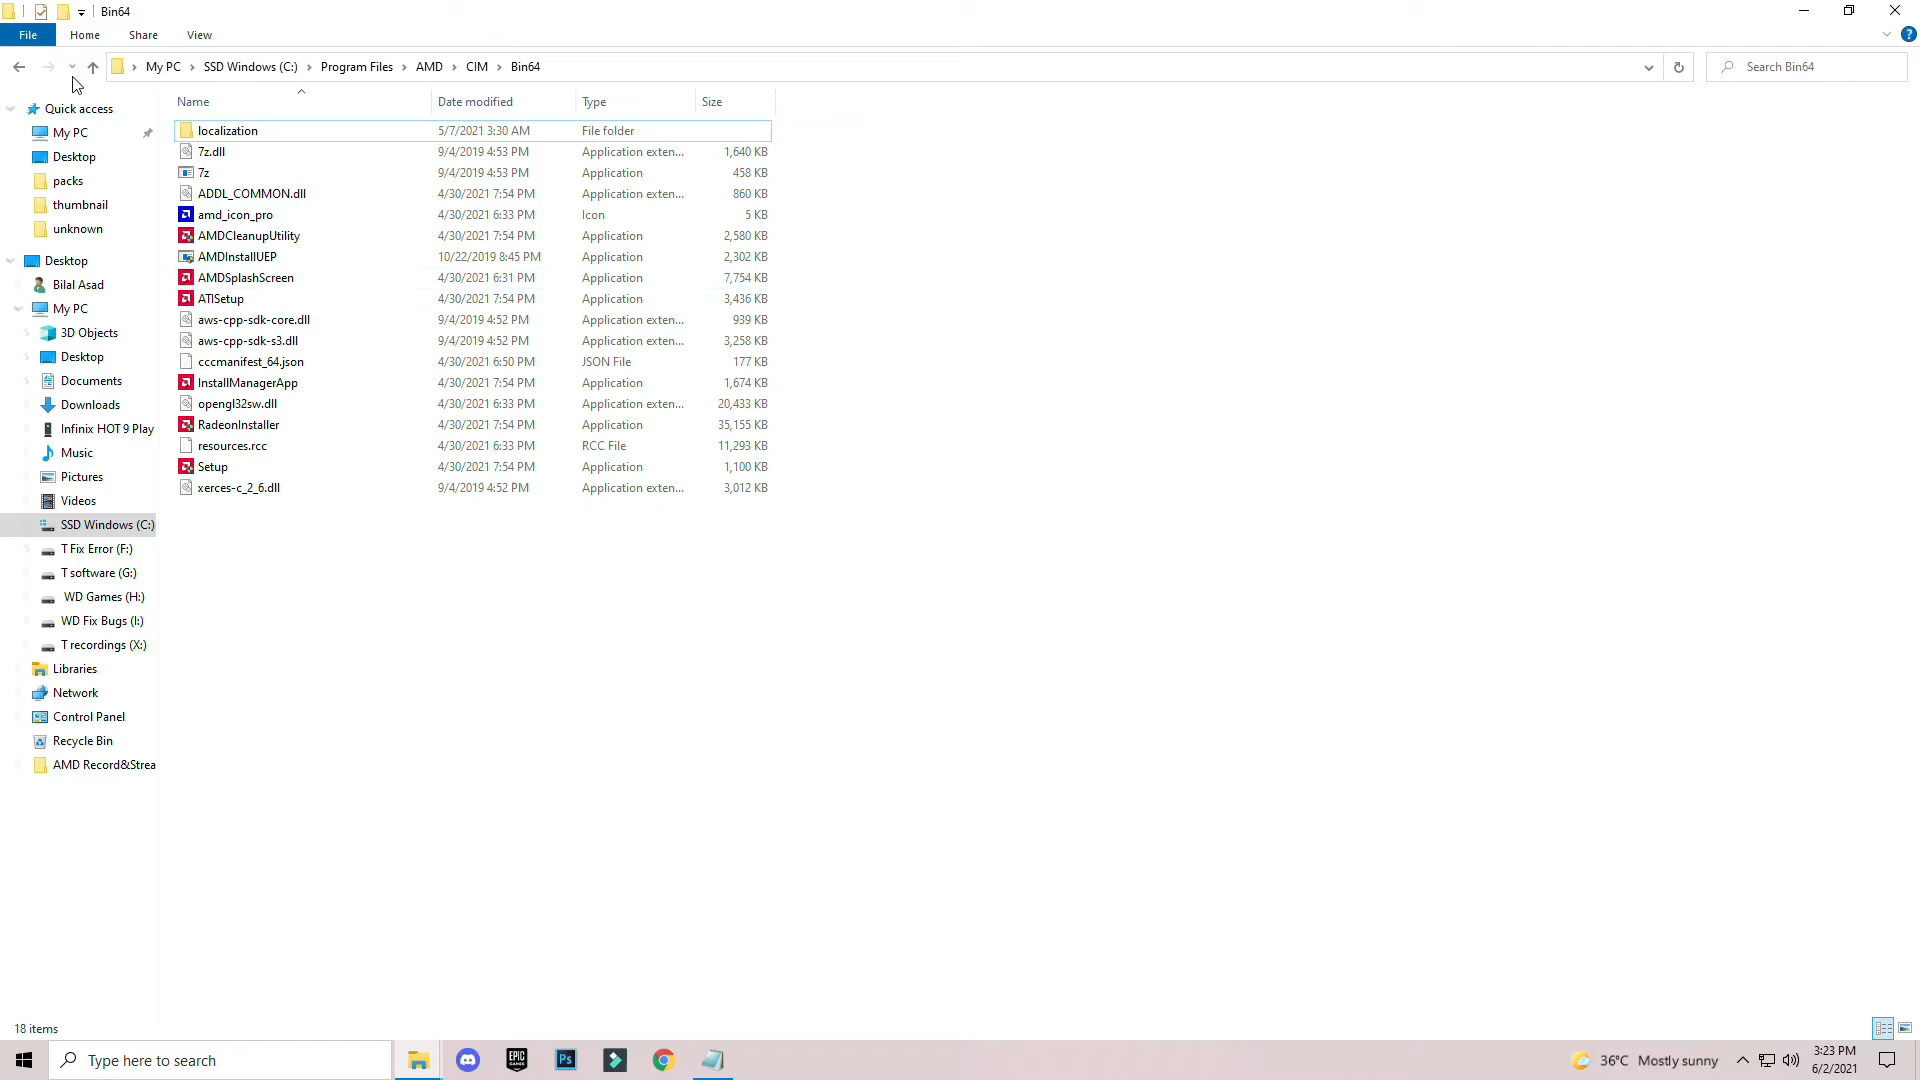 Bin64
File Home Share View
My PC SSD Windows (C:) Program Files AMD CIM Bin64
Search Bin64
Name Date modified Type Size
Quick access
My PC
Desktop
packs
thumbnail
unknown
Desktop
Bilal Asad
My PC
3D Objects
Desktop
Documents
Downloads
Infinix HOT 9 Play
Music
Pictures
Videos
SSD Windows (C:)
T Fix Error (F:)
T software (G:)
WD Games (H:)
WD Fix Bugs (I:)
T recordings (X:)
Libraries
Network
Control Panel
Recycle Bin
AMD Record&Strea
localization 5/7/2021 3:30 AM File folder
7z.dll 9/4/2019 4:53 PM Application exten... 1,640 KB
7z 9/4/2019 4:53 PM Application 458 KB
ADDL_COMMON.dll 4/30/2021 7:54 PM Application exten... 860 KB
amd_icon_pro 4/30/2021 6:33 PM Icon 5 KB
AMDCleanupUtility 4/30/2021 7:54 PM Application 2,580 KB
AMDInstallUEP 10/22/2019 8:45 PM Application 2,302 KB
AMDSplashScreen 4/30/2021 6:31 PM Application 7,754 KB
ATISetup 4/30/2021 7:54 PM Application 3,436 KB
aws-cpp-sdk-core.dll 9/4/2019 4:52 PM Application exten... 939 KB
aws-cpp-sdk-s3.dll 9/4/2019 4:52 PM Application exten... 3,258 KB
cccmanifest_64.json 4/30/2021 6:50 PM JSON File 177 KB
InstallManagerApp 4/30/2021 7:54 PM Application 1,674 KB
opengl32sw.dll 4/30/2021 6:33 PM Application exten... 20,433 KB
RadeonInstaller 4/30/2021 7:54 PM Application 35,155 KB
resources.rcc 4/30/2021 6:33 PM RCC File 11,293 KB
Setup 4/30/2021 7:54 PM Application 1,100 KB
xerces-c_2_6.dll 9/4/2019 4:52 PM Application exten... 3,012 KB
18 items
Type here to search
EPIC GAMES
Ps
36°C Mostly sunny
3:23 PM
6/2/2021